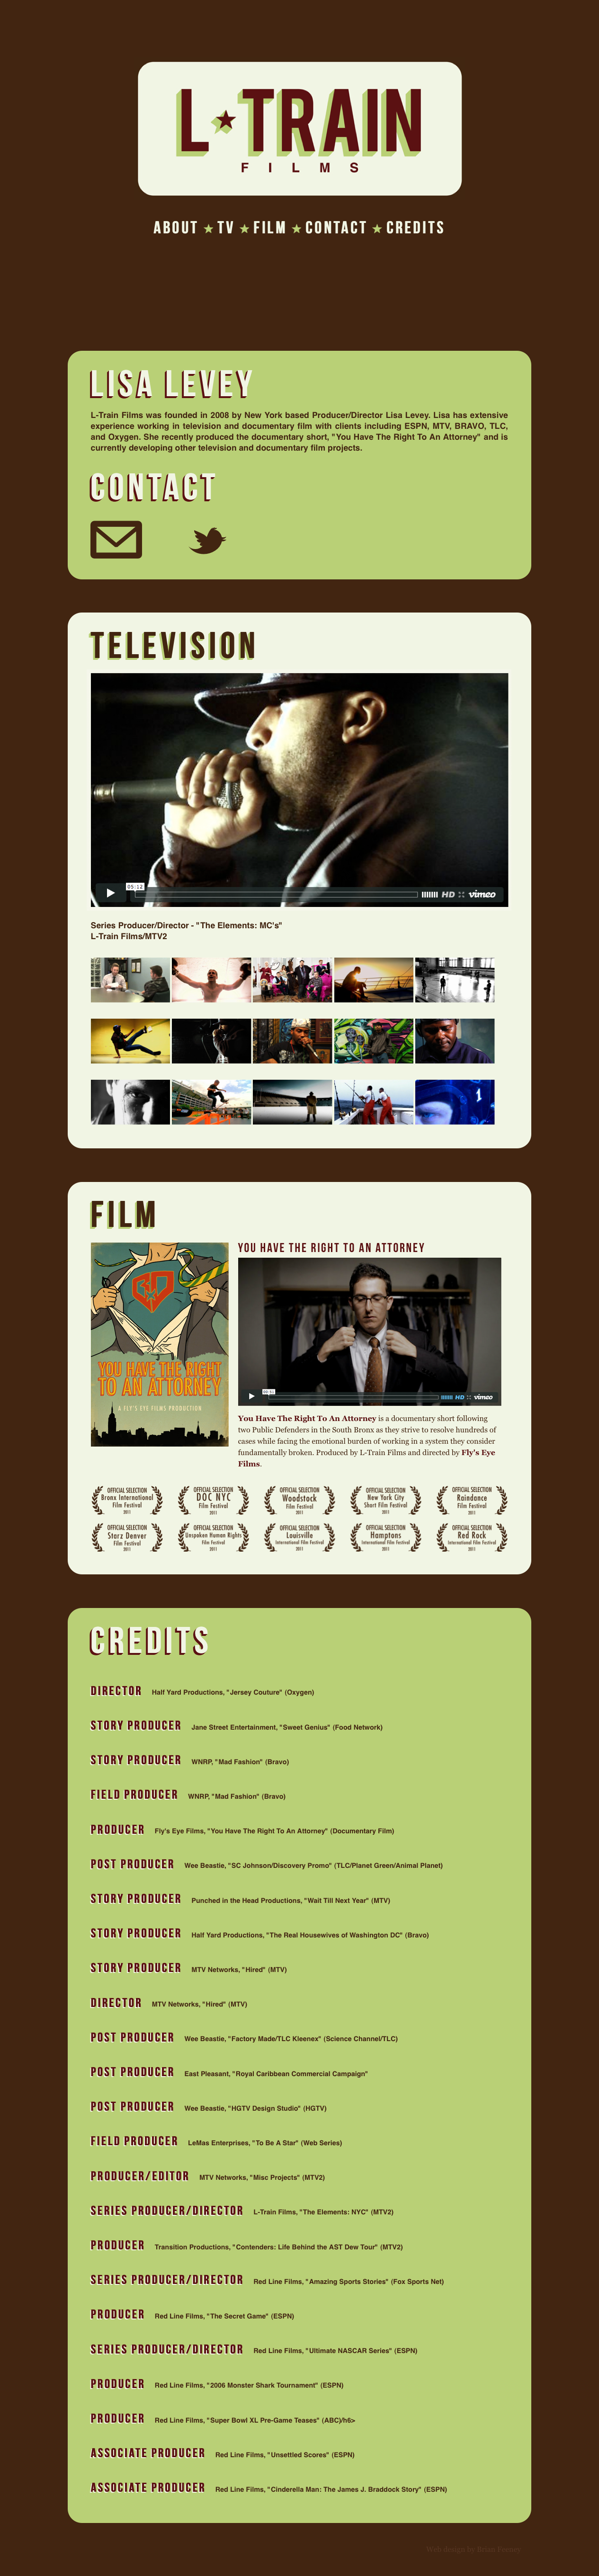 L★TRAIN
FILMS
ABOUT ★ TV ★ FILM ★ CONTACT ★ CREDITS
LISA LEVEY
L-Train Films was founded in 2008 by New York based Producer/Director Lisa Levey. Lisa has extensive
experience working in television and documentary film with clients including ESPN, MTV, BRAVO, TLC,
and Oxygen. She recently produced the documentary short, "You Have The Right To An Attorney" and is
currently developing other television and documentary film projects.
CONTACT
TELEVISION
05:12
HD vimeo
Series Producer/Director - "The Elements: MC's"
L-Train Films/MTV2
FILM
YOU HAVE THE RIGHT TO AN ATTORNEY
YOU HAVE THE RIGHT
TO AN ATTORNEY
A FLY'S EYE FILMS PRODUCTION
HD vimeo
You Have The Right To An Attorney is a documentary short following
two Public Defenders in the South Bronx as they strive to resolve hundreds of
cases while facing the emotional burden of working in a system they consider
fundamentally broken. Produced by L-Train Films and directed by Fly's Eye
Films.
OFFICIAL SELECTION
Bronx International
Film Festival
2011
OFFICIAL SELECTION
DOC NYC
Film Festival
2011
OFFICIAL SELECTION
Woodstock
Film Festival
2011
OFFICIAL SELECTION
New York City
Short Film Festival
2011
OFFICIAL SELECTION
Raindance
Film Festival
2011
OFFICIAL SELECTION
Starz Denver
Film Festival
2011
OFFICIAL SELECTION
Unspoken Human Rights
Film Festival
2011
OFFICIAL SELECTION
Louisville
International Film Festival
2011
OFFICIAL SELECTION
Hamptons
International Film Festival
2011
OFFICIAL SELECTION
Red Rock
International Film Festival
2011
CREDITS
DIRECTOR Half Yard Productions, "Jersey Couture" (Oxygen)
STORY PRODUCER Jane Street Entertainment, "Sweet Genius" (Food Network)
STORY PRODUCER WNRP, "Mad Fashion" (Bravo)
FIELD PRODUCER WNRP, "Mad Fashion" (Bravo)
PRODUCER Fly's Eye Films, "You Have The Right To An Attorney" (Documentary Film)
POST PRODUCER Wee Beastie, "SC Johnson/Discovery Promo" (TLC/Planet Green/Animal Planet)
STORY PRODUCER Punched in the Head Productions, "Wait Till Next Year" (MTV)
STORY PRODUCER Half Yard Productions, "The Real Housewives of Washington DC" (Bravo)
STORY PRODUCER MTV Networks, "Hired" (MTV)
DIRECTOR MTV Networks, "Hired" (MTV)
POST PRODUCER Wee Beastie, "Factory Made/TLC Kleenex" (Science Channel/TLC)
POST PRODUCER East Pleasant, "Royal Caribbean Commercial Campaign"
POST PRODUCER Wee Beastie, "HGTV Design Studio" (HGTV)
FIELD PRODUCER LeMas Enterprises, "To Be A Star" (Web Series)
PRODUCER/EDITOR MTV Networks, "Misc Projects" (MTV2)
SERIES PRODUCER/DIRECTOR L-Train Films, "The Elements: NYC" (MTV2)
PRODUCER Transition Productions, "Contenders: Life Behind the AST Dew Tour" (MTV2)
SERIES PRODUCER/DIRECTOR Red Line Films, "Amazing Sports Stories" (Fox Sports Net)
PRODUCER Red Line Films, "The Secret Game" (ESPN)
SERIES PRODUCER/DIRECTOR Red Line Films, "Ultimate NASCAR Series" (ESPN)
PRODUCER Red Line Films, "2006 Monster Shark Tournament" (ESPN)
PRODUCER Red Line Films, "Super Bowl XL Pre-Game Teases" (ABC)/h6>
ASSOCIATE PRODUCER Red Line Films, "Unsettled Scores" (ESPN)
ASSOCIATE PRODUCER Red Line Films, "Cinderella Man: The James J. Braddock Story" (ESPN)